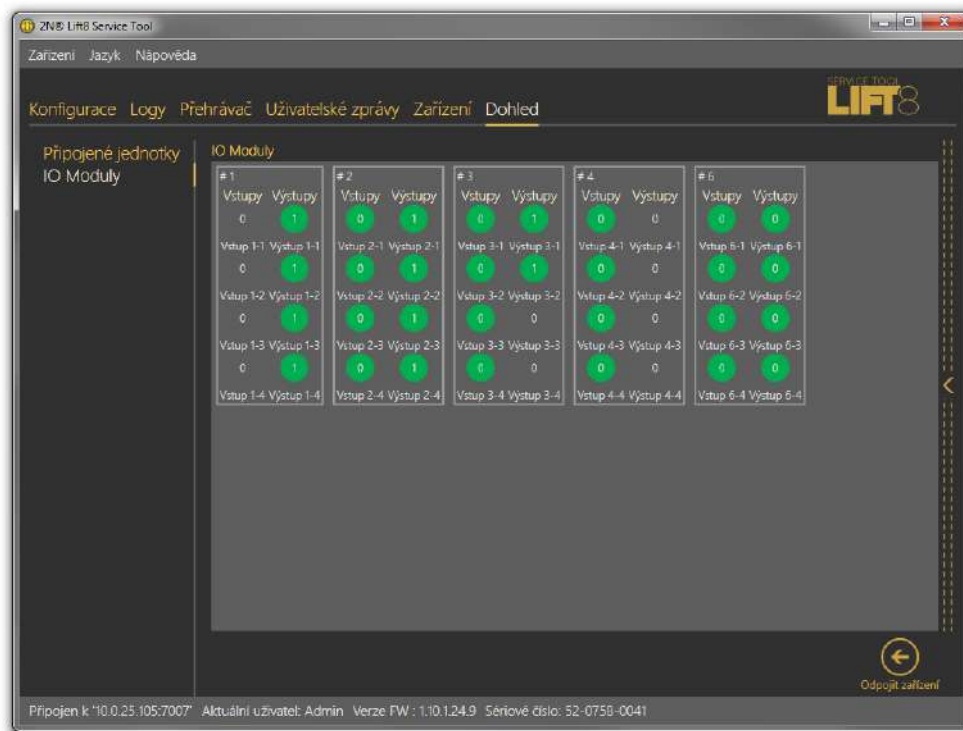 2N® Lift8 Service Tool
Zařízení Jazyk Nápověda
SERVICE TOOL
LIFT8
Konfigurace Logy Přehrávač Uživatelské zprávy Zařízení Dohled
Připojené jednotky
IO Moduly
IO Moduly
# 1 # 2 # 3 # 4 # 6
Vstupy Výstupy Vstupy Výstupy Vstupy Výstupy Vstupy Výstupy Vstupy Výstupy
0 1 0 1 0 1 0 0 0 0
Vstup 1-1 Výstup 1-1 Vstup 2-1 Výstup 2-1 Vstup 3-1 Výstup 3-1 Vstup 4-1 Výstup 4-1 Vstup 6-1 Výstup 6-1
0 1 0 1 0 1 0 0 0 0
Vstup 1-2 Výstup 1-2 Vstup 2-2 Výstup 2-2 Vstup 3-2 Výstup 3-2 Vstup 4-2 Výstup 4-2 Vstup 6-2 Výstup 6-2
0 1 0 1 0 0 0 0 0 0
Vstup 1-3 Výstup 1-3 Vstup 2-3 Výstup 2-3 Vstup 3-3 Výstup 3-3 Vstup 4-3 Výstup 4-3 Vstup 6-3 Výstup 6-3
0 1 0 1 0 0 0 0 0 0
Vstup 1-4 Výstup 1-4 Vstup 2-4 Výstup 2-4 Vstup 3-4 Výstup 3-4 Vstup 4-4 Výstup 4-4 Vstup 6-4 Výstup 6-4
Odpojit zařízení
Připojen k '10.0.25.105:7007' Aktuální uživatel: Admin Verze FW : 1.10.1.24.9 Sériové číslo: 52-0758-0041